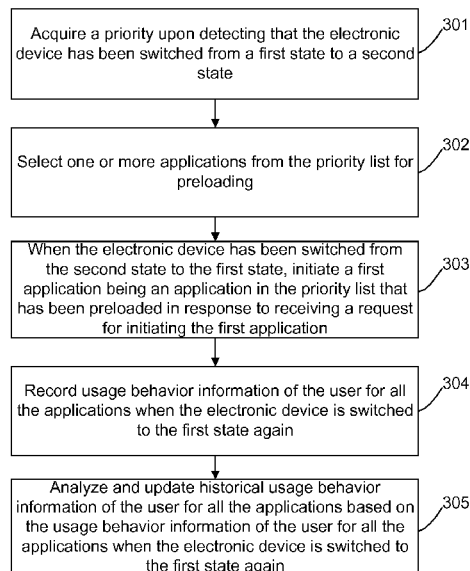 Acquire a priority upon detecting that the electronic
device has been switched from a first state to a second
state
301
Select one or more applications from the priority list for
preloading
302
When the electronic device has been switched from
the second state to the first state, initiate a first
application being an application in the priority list that
has been preloaded in response to receiving a request
for initiating the first application
303
Record usage behavior information of the user for all
the applications when the electronic device is switched
to the first state again
304
Analyze and update historical usage behavior
information of the user for all the applications based on
the usage behavior information of the user for all the
applications when the electronic device is switched to
the first state again
305